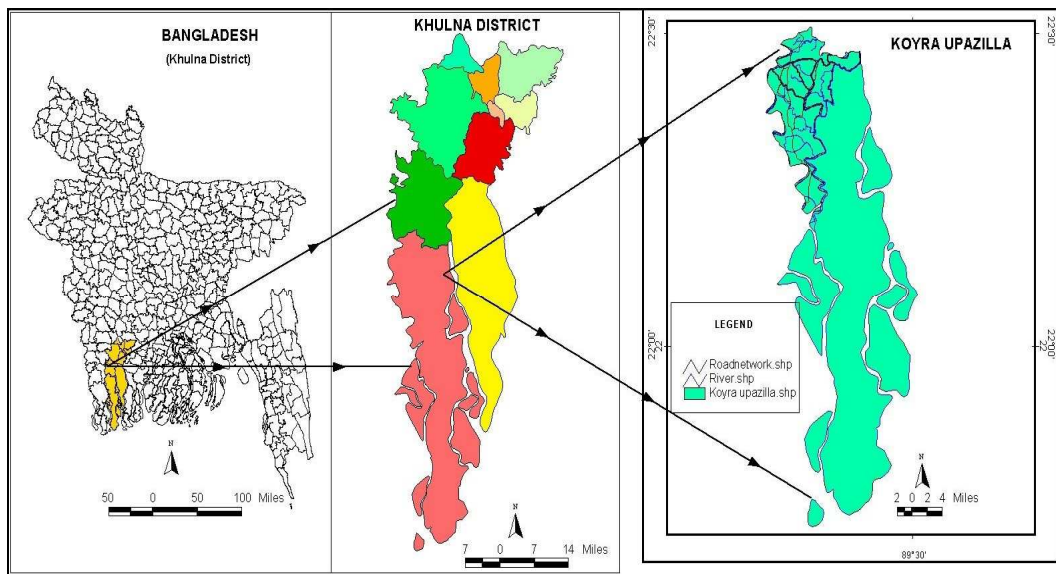 BANGLADESH
(Khulna District)
N
50 0 50 100 Miles
KHULNA DISTRICT
N
7 0 7 14 Miles
22°30'
22°30'
KOYRA UPAZILLA
LEGEND
Roadnetwork.shp
River.shp
Koyra upazilla.shp
22°00'
22°00'
N
2 0 2 4 Miles
89°30'